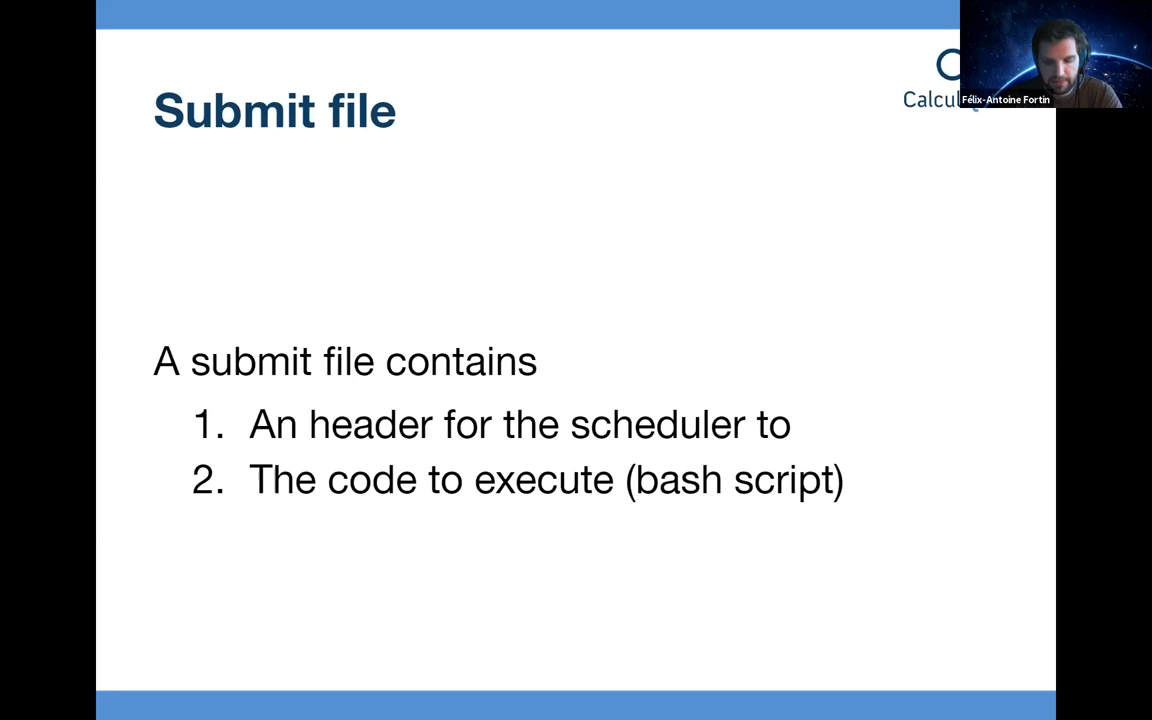 Submit file
Félix-Antoine Fortin
A submit file contains
1. An header for the scheduler to
2. The code to execute (bash script)